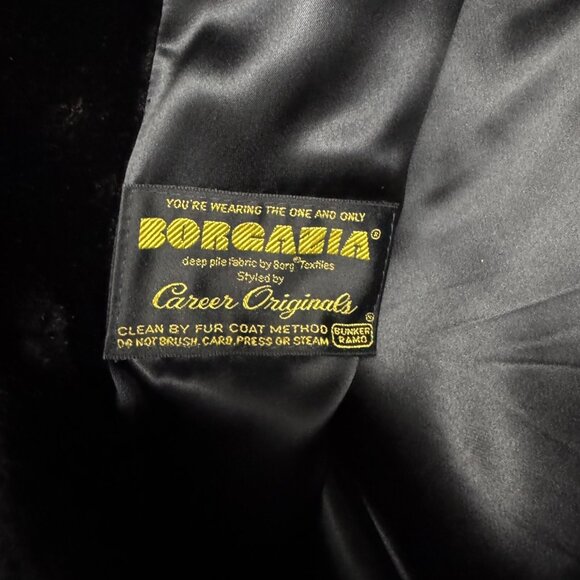 YOU'RE WEARING THE ONE AND ONLY
BORGAZIA®
deep pile fabric by Borg® Textiles
Styled by
Career Originals ®
CLEAN BY FUR COAT METHOD
DO NOT BRUSH, CARD, PRESS OR STEAM
BUNKER
RAMO